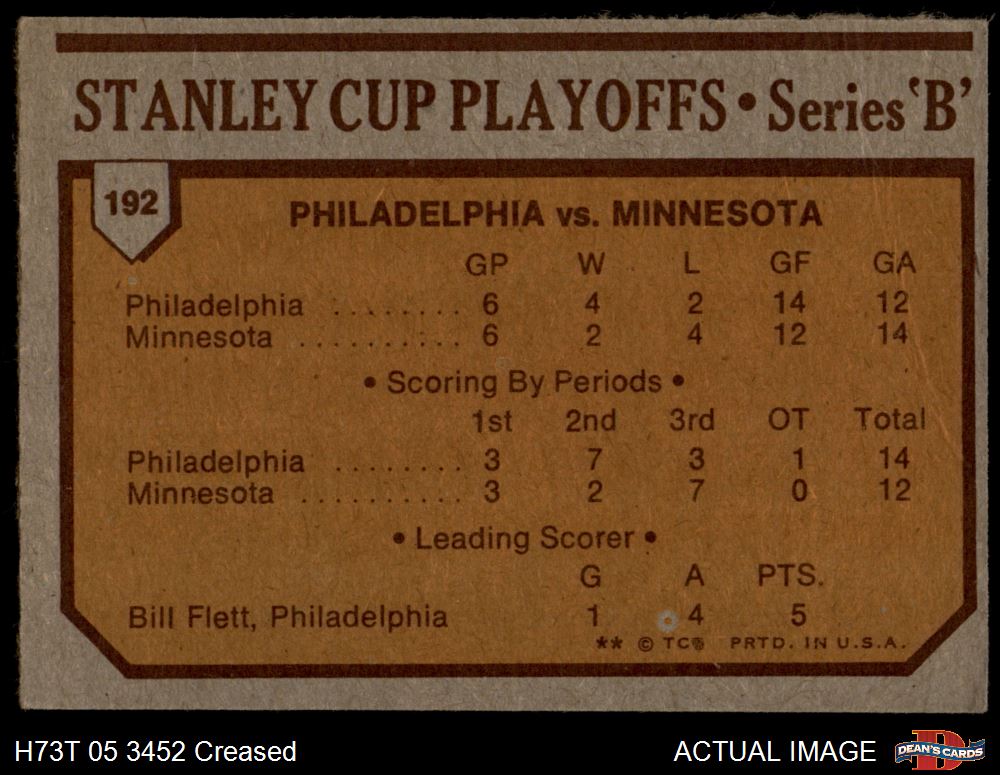 STANLEY CUP PLAYOFFS • Series 'B'
192
PHILADELPHIA vs. MINNESOTA
GP W L GF GA
Philadelphia ........ 6 4 2 14 12
Minnesota .......... 6 2 4 12 14
• Scoring By Periods •
1st 2nd 3rd OT Total
Philadelphia ........ 3 7 3 1 14
Minnesota .......... 3 2 7 0 12
• Leading Scorer •
G A PTS.
Bill Flett, Philadelphia 1 4 5
** © TCG PRTD. IN U.S.A.
H73T 05 3452 Creased
ACTUAL IMAGE
D
DEAN'S CARDS